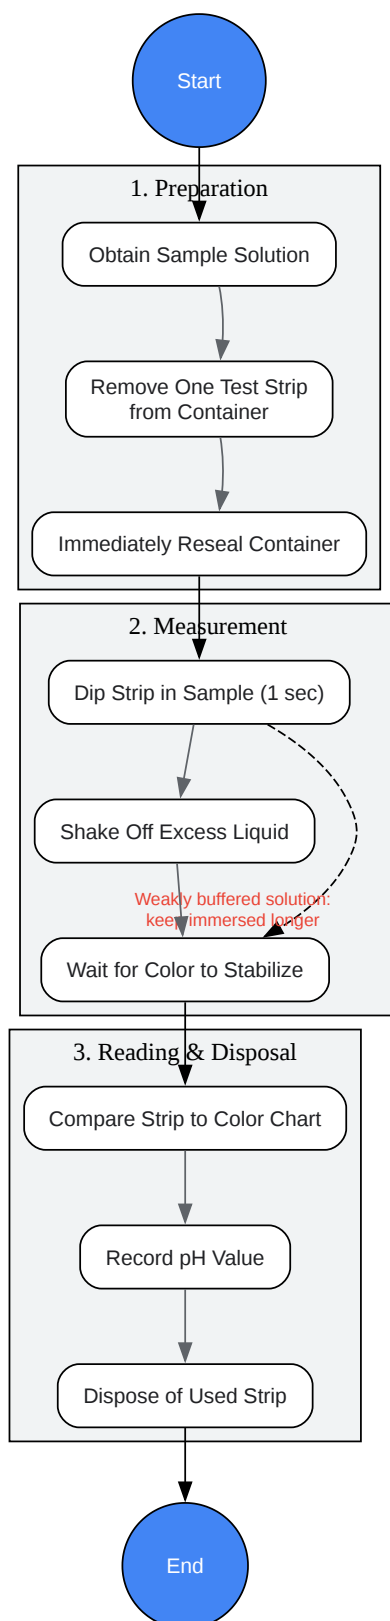 Start
1. Preparation
Obtain Sample Solution
Remove One Test Strip
from Container
Immediately Reseal Container
2. Measurement
Dip Strip in Sample (1 sec)
Shake Off Excess Liquid
Weakly buffered solution:
keep immersed longer
Wait for Color to Stabilize
3. Reading & Disposal
Compare Strip to Color Chart
Record pH Value
Dispose of Used Strip
End